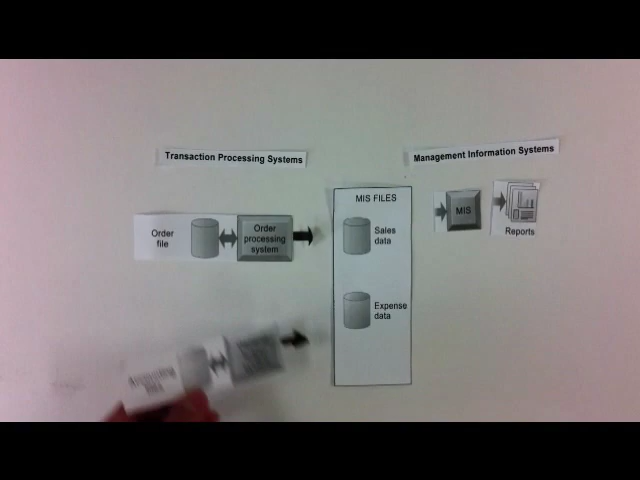 Transaction Processing Systems
Management Information Systems
Order
file
Order
processing
system
MIS FILES
Sales
data
Expense
data
MIS
Reports